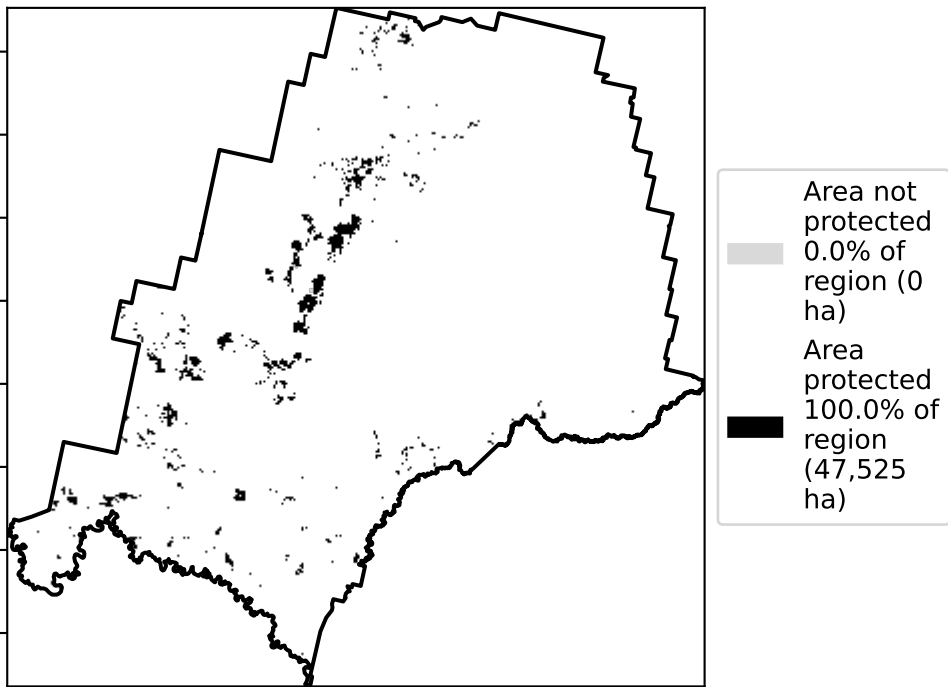 Area not
protected
0.0% of
region (0
ha)
Area
protected
100.0% of
region
(47,525
ha)